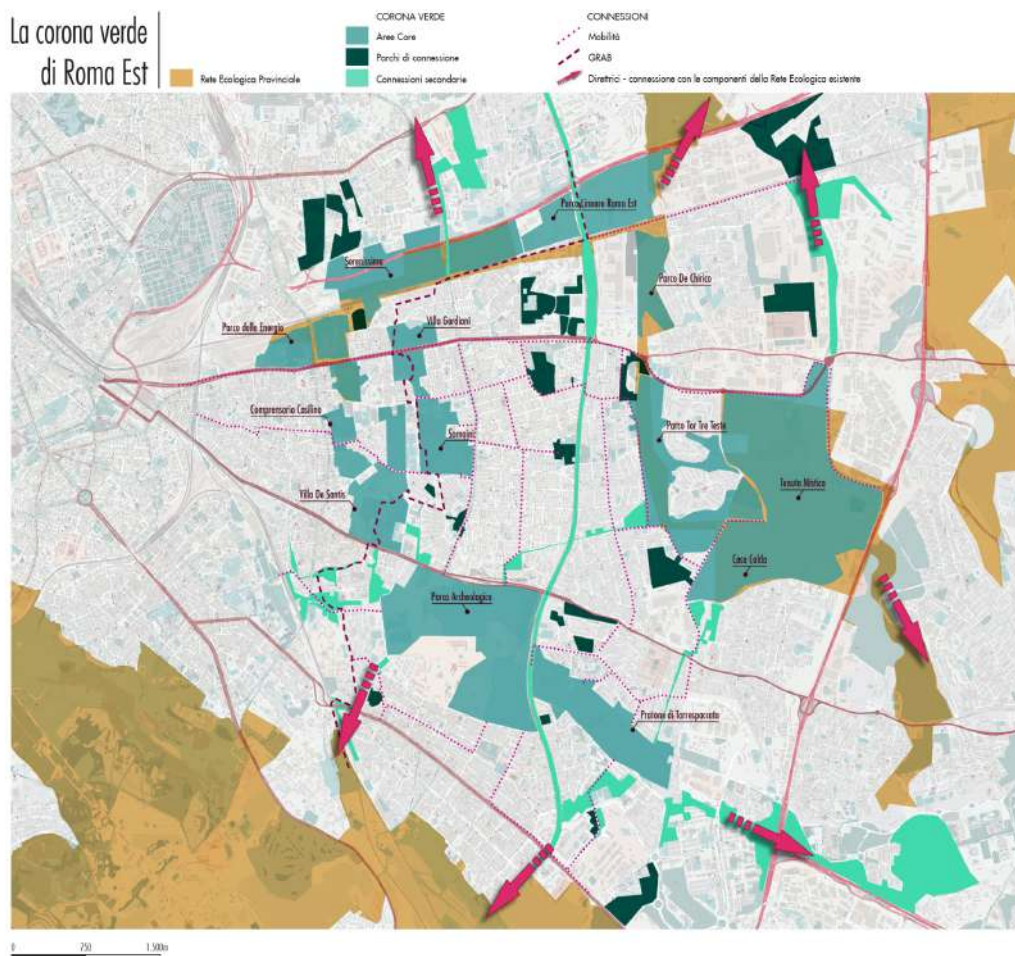 La corona verde
di Roma Est
Rete Ecologica Provinciale
CORONA VERDE
Aree Core
Parchi di connessione
Connessioni secondarie
CONNESSIONI
Mobilità
GRAB
Direttrici - connessione con le componenti della Rete Ecologica esistente
Parco Lineare Roma Est
Serenissima
Parco De Chirico
Parco delle Energie
Villa Gordiani
Comprensorio Casilino
Somaini
Parco Tor Tre Teste
Villa De Santis
Tenuta Mistica
Casa Calda
Parco Archeologico
Pratone di Torrespaccata
0 750 1.500m